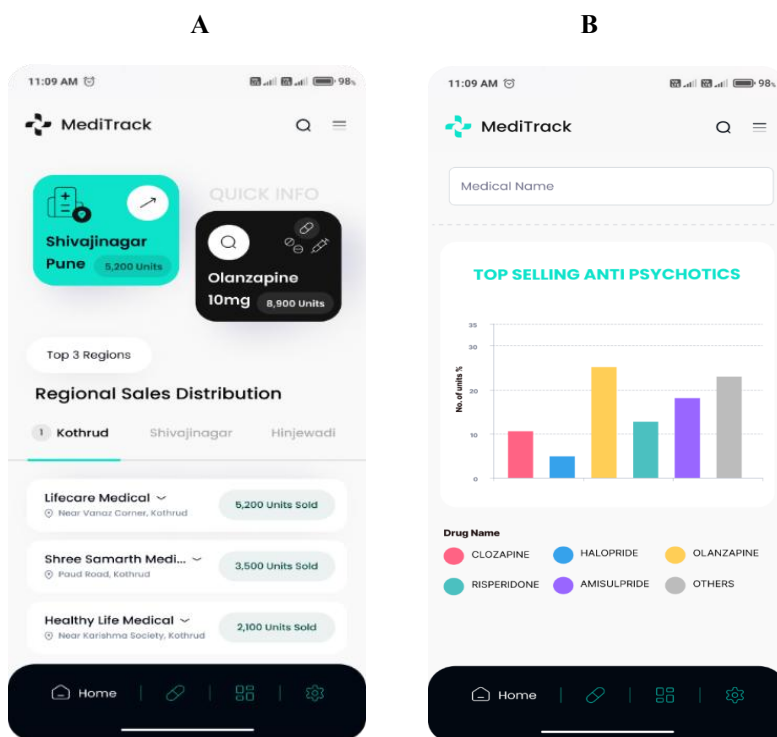 A
11:09 AM
98%
MediTrack
QUICK INFO
Shivajinagar
Pune 5,200 Units
Olanzapine
10mg 8,900 Units
Top 3 Regions
Regional Sales Distribution
1 Kothrud Shivajinagar Hinjewadi
Lifecare Medical
Near Vanaz Corner, Kothrud
5,200 Units Sold
Shree Samarth Medi...
Paud Road, Kothrud
3,500 Units Sold
Healthy Life Medical
Near Karishma Society, Kothrud
2,100 Units Sold
Home
B
11:09 AM
98%
MediTrack
Medical Name
TOP SELLING ANTI PSYCHOTICS
No. of units %
35
30
20
10
0
Drug Name
CLOZAPINE HALOPRIDE OLANZAPINE
RISPERIDONE AMISULPRIDE OTHERS
Home